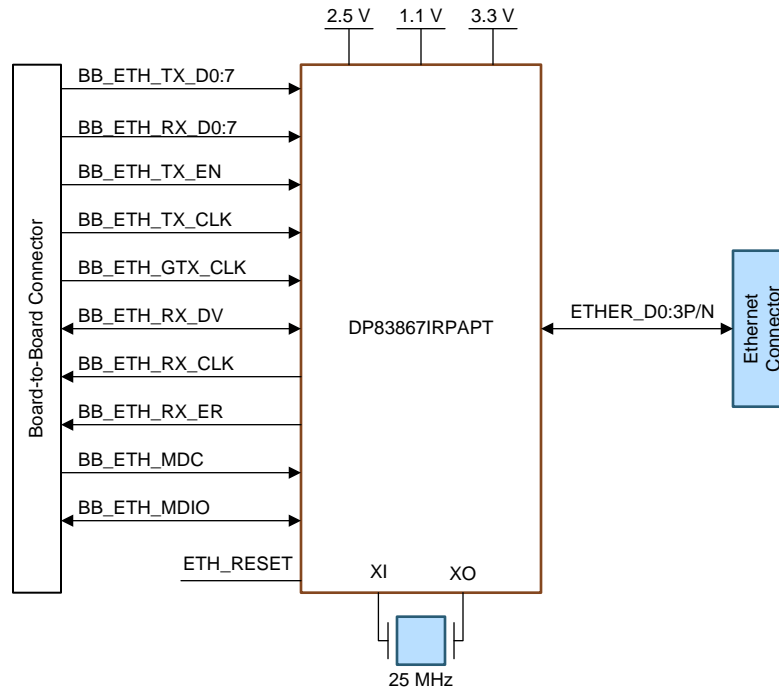 2.5 V
1.1 V
3.3 V
BB_ETH_TX_D0:7
BB_ETH_RX_D0:7
BB_ETH_TX_EN
BB_ETH_TX_CLK
BB_ETH_GTX_CLK
BB_ETH_RX_DV
BB_ETH_RX_CLK
BB_ETH_RX_ER
BB_ETH_MDC
BB_ETH_MDIO
ETH_RESET
Board-to-Board Connector
DP83867IRPAPT
ETHER_D0:3P/N
Ethernet
Connector
XI
XO
25 MHz